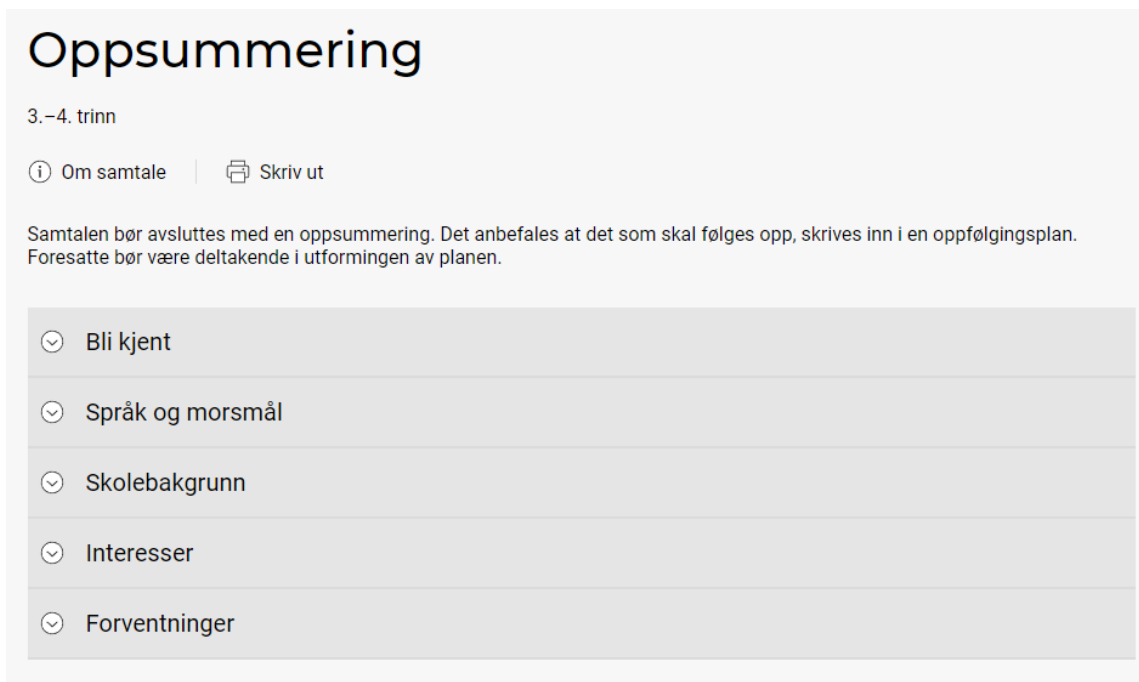 Oppsummering
3.–4. trinn
Om samtale
Skriv ut
Samtalen bør avsluttes med en oppsummering. Det anbefales at det som skal følges opp, skrives inn i en oppfølgingsplan.
Foresatte bør være deltakende i utformingen av planen.
Bli kjent
Språk og morsmål
Skolebakgrunn
Interesser
Forventninger